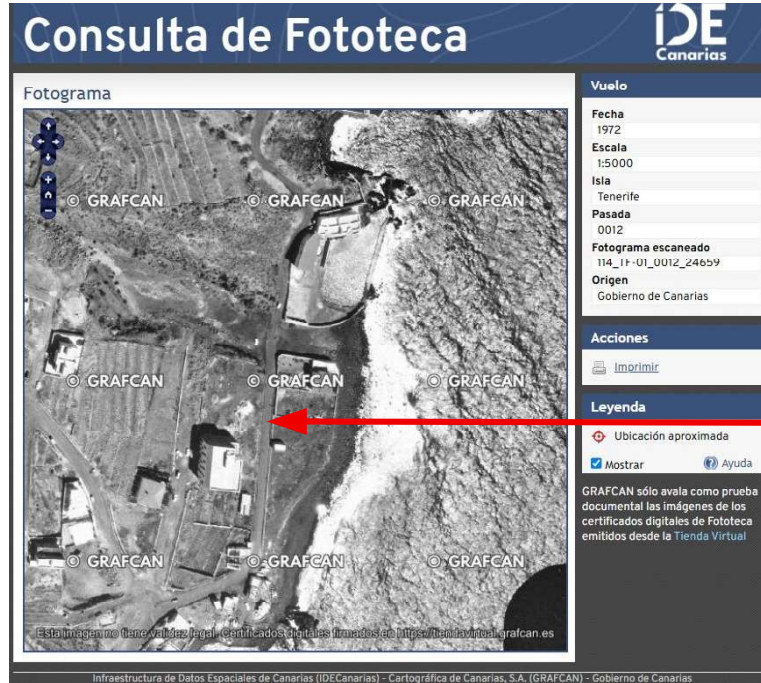 Consulta de Fototeca
iDE
Canarias
Fotograma
© GRAFCAN © GRAFCAN © GRAFCAN
© GRAFCAN © GRAFCAN © GRAFCAN
© GRAFCAN © GRAFCAN © GRAFCAN
Esta imagen no tiene validez legal. Certificados digitales firmados en https://tiendavirtual.grafcan.es
Vuelo
Fecha
1972
Escala
1:5000
Isla
Tenerife
Pasada
0012
Fotograma escaneado
114_TF-01_0012_24659
Origen
Gobierno de Canarias
Acciones
Imprimir
Leyenda
Ubicación aproximada
Mostrar
Ayuda
GRAFCAN sólo avala como prueba
documental las imágenes de los
certificados digitales de Fototeca
emitidos desde la Tienda Virtual
Infraestructura de Datos Espaciales de Canarias (IDECanarias) - Cartográfica de Canarias, S.A. (GRAFCAN) - Gobierno de Canarias